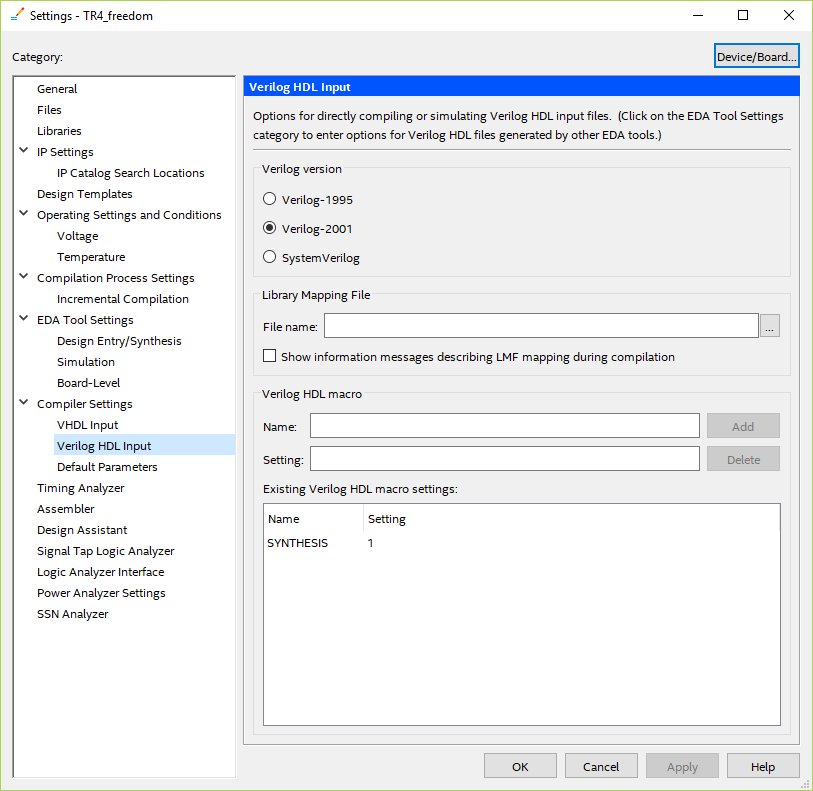 Settings - TR4_freedom
Category:
Device/Board...
General
Files
Libraries
IP Settings
IP Catalog Search Locations
Design Templates
Operating Settings and Conditions
Voltage
Temperature
Compilation Process Settings
Incremental Compilation
EDA Tool Settings
Design Entry/Synthesis
Simulation
Board-Level
Compiler Settings
VHDL Input
Verilog HDL Input
Default Parameters
Timing Analyzer
Assembler
Design Assistant
Signal Tap Logic Analyzer
Logic Analyzer Interface
Power Analyzer Settings
SSN Analyzer
Verilog HDL Input
Options for directly compiling or simulating Verilog HDL input files.  (Click on the EDA Tool Settings
category to enter options for Verilog HDL files generated by other EDA tools.)
Verilog version
Verilog-1995
Verilog-2001
SystemVerilog
Library Mapping File
File name:
...
Show information messages describing LMF mapping during compilation
Verilog HDL macro
Name:
Add
Setting:
Delete
Existing Verilog HDL macro settings:
Name Setting
SYNTHESIS 1
OK Cancel Apply Help